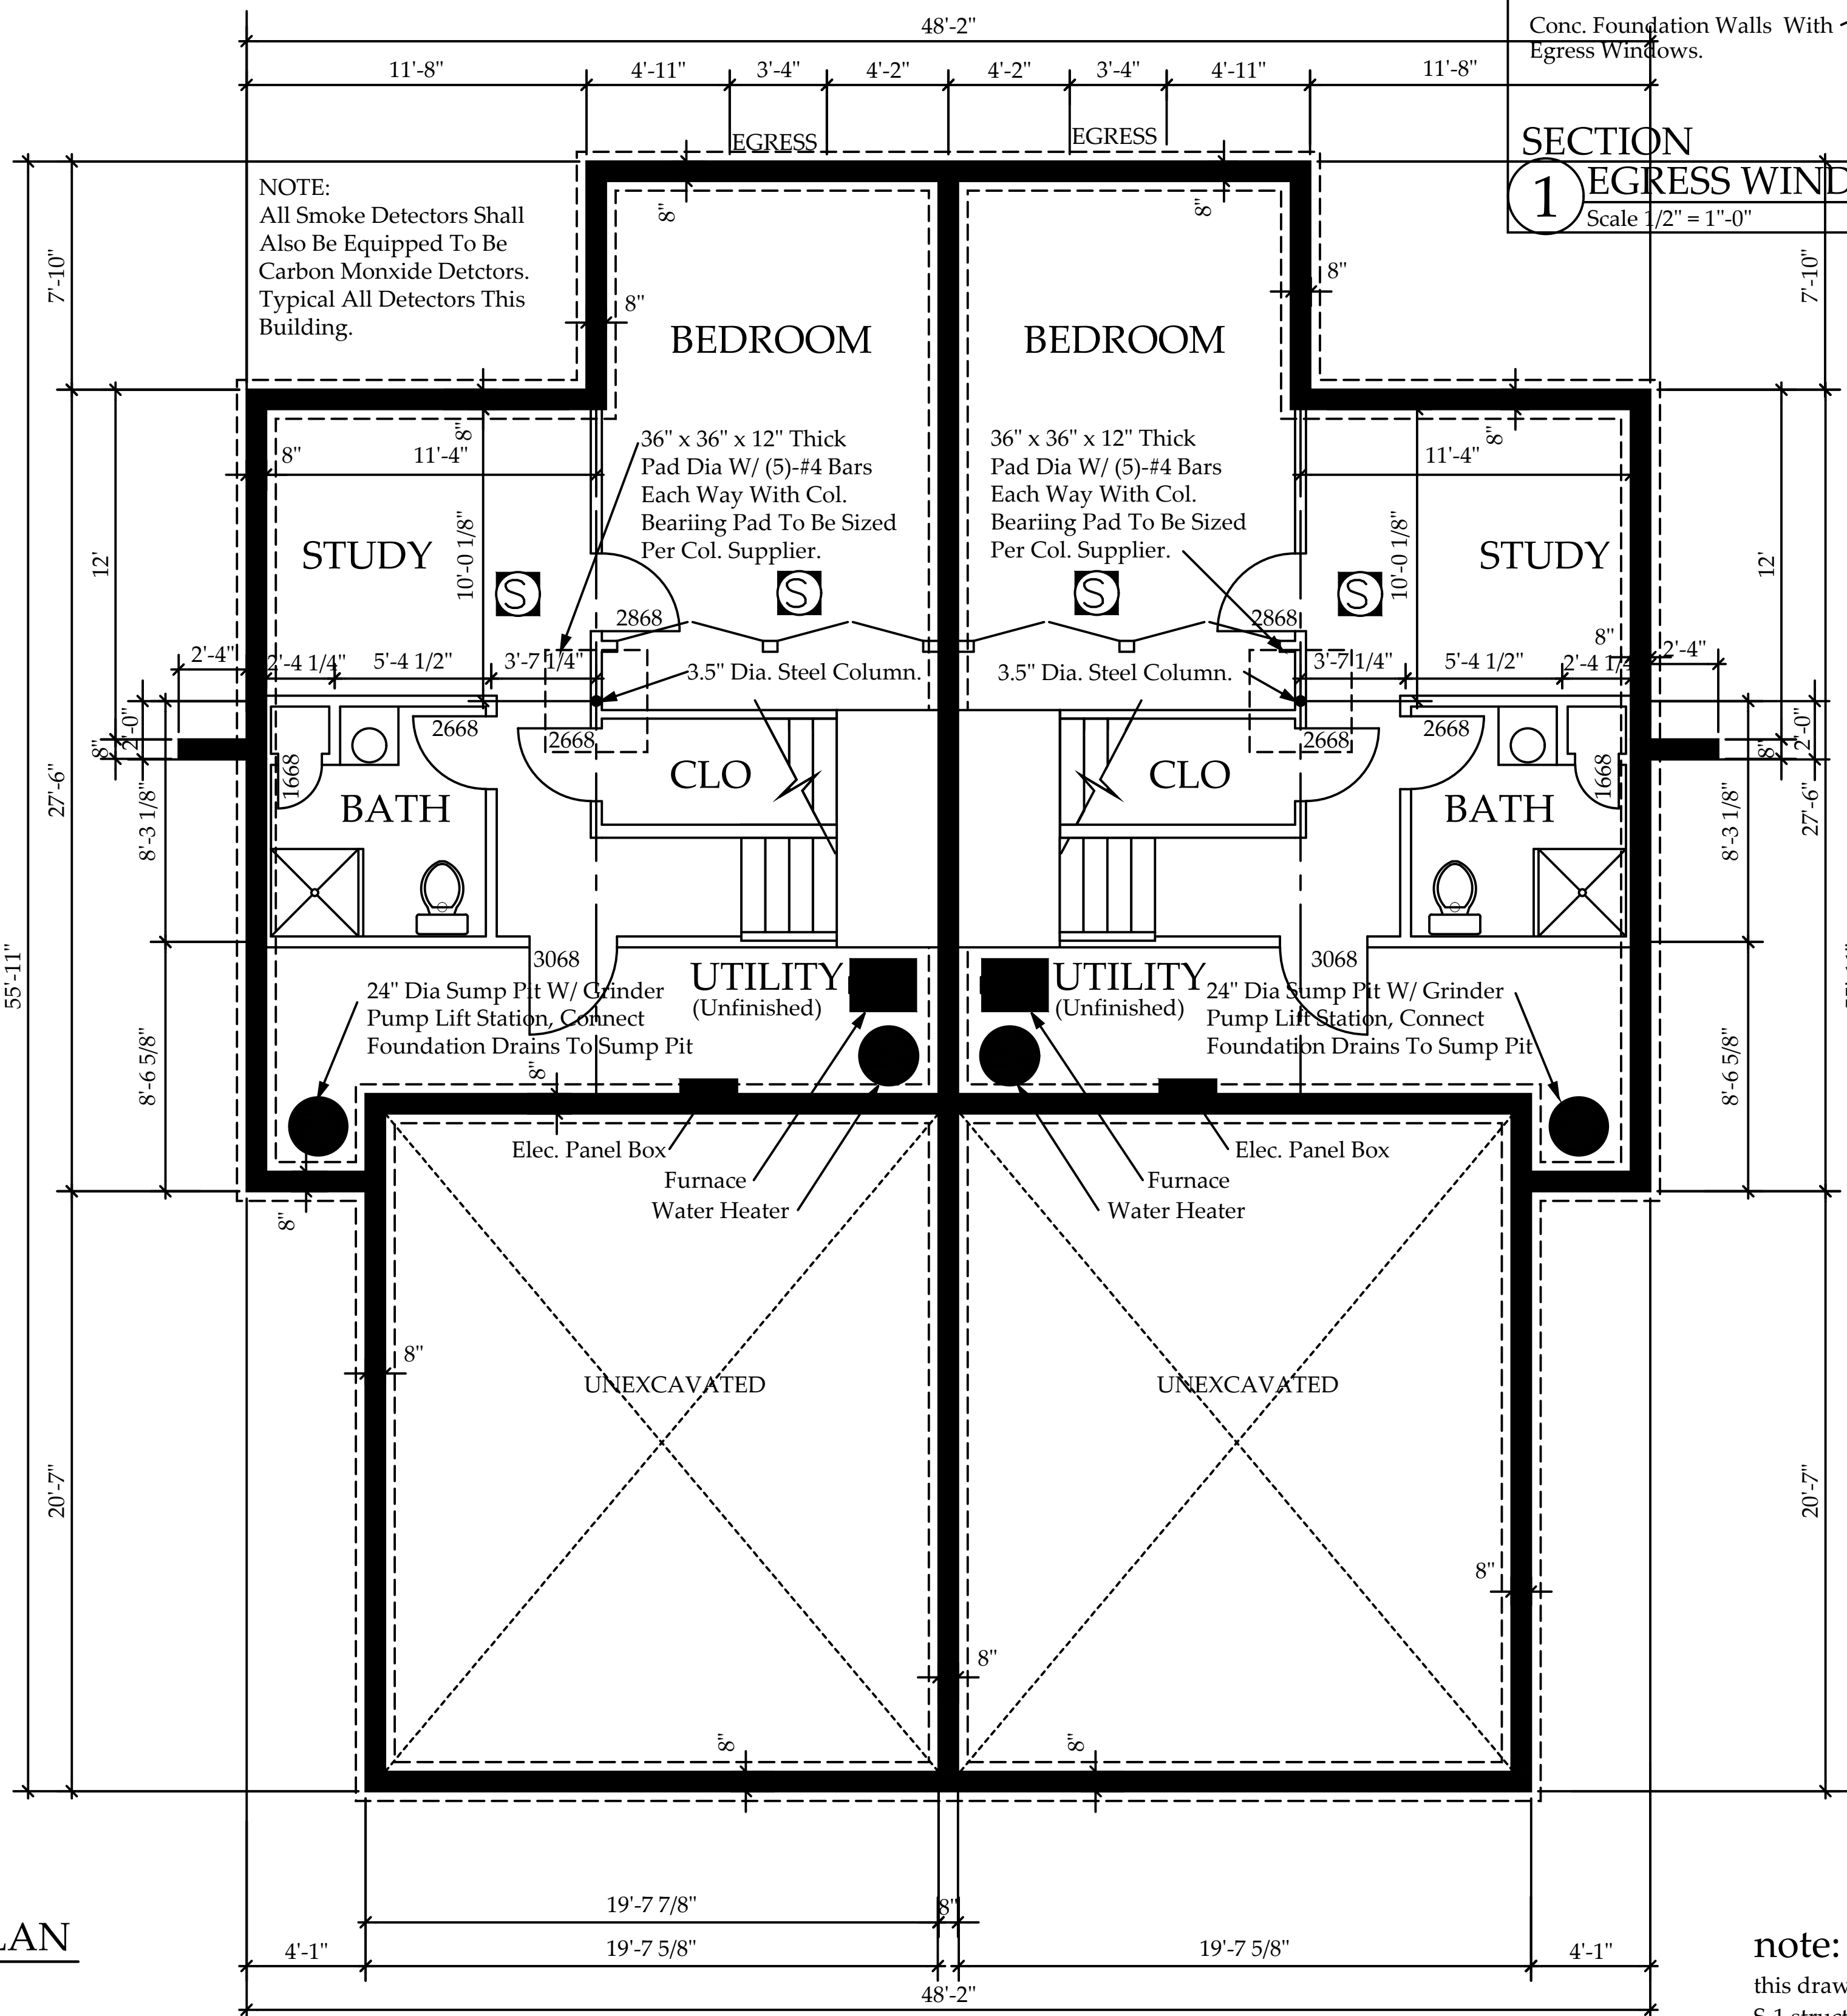 48'-2"
Conc. Foundation Walls With
Egress Windows.
11'-8"
4'-11"
3'-4"
4'-2"
4'-2"
3'-4"
4'-11"
11'-8"
EGRESS
EGRESS
SECTION
1
EGRESS WIND
Scale 1/2" = 1"-0"
NOTE:
All Smoke Detectors Shall
Also Be Equipped To Be
Carbon Monxide Detctors.
Typical All Detectors This
Building.
8"
8"
7'-10"
7'-10"
8"
8"
BEDROOM
BEDROOM
8"
11'-4"
8"
36" x 36" x 12" Thick
Pad Dia W/ (5)-#4 Bars
Each Way With Col.
Beariing Pad To Be Sized
Per Col. Supplier.
36" x 36" x 12" Thick
Pad Dia W/ (5)-#4 Bars
Each Way With Col.
Beariing Pad To Be Sized
Per Col. Supplier.
8"
11'-4"
12'
STUDY
10'-0 1/8"
S
S
S
10'-0 1/8"
S
STUDY
12'
2868
2868
8"
2'-4"
2'-4 1/4"
5'-4 1/2"
3'-7 1/4"
3.5" Dia. Steel Column.
3.5" Dia. Steel Column.
3'-7 1/4"
5'-4 1/2"
2'-4 1/4
2'-4"
8"
2'-0"
2668
2668
2668
2668
8"
2'-0"
27'-6"
8'-3 1/8"
1668
BATH
CLO
CLO
BATH
1668
8'-3 1/8"
27'-6"
55'-11"
3068
UTILITY
(Unfinished)
UTILITY
(Unfinished)
3068
24" Dia Sump Pit W/ Grinder
Pump Lift Station, Connect
Foundation Drains To Sump Pit
24" Dia Sump Pit W/ Grinder
Pump Lift Station, Connect
Foundation Drains To Sump Pit
8'-6 5/8"
8"
8'-6 5/8"
Elec. Panel Box
Furnace
Water Heater
Elec. Panel Box
Furnace
Water Heater
8"
8"
UNEXCAVATED
UNEXCAVATED
20'-7"
20'-7"
8"
8"
8"
8"
19'-7 7/8"
8"
4'-1"
19'-7 5/8"
19'-7 5/8"
4'-1"
48'-2"
LAN
note:
this draw